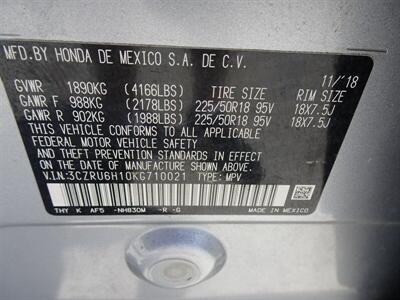 MFD.BY HONDA DE MEXICO S.A. DE C.V.
11/'18
GVWR 1890KG (4166LBS) TIRE SIZE RIM SIZE
GAWR F 988KG (2178LBS) 225/50R18 95V 18X7.5J
GAWR R 902KG (1988LBS) 225/50R18 95V 18X7.5J
THIS VEHICLE CONFORMS TO ALL APPLICABLE
FEDERAL MOTOR VEHICLE SAFETY STANDARDS IN EFFECT
ON THE DATE OF MANUFACTURE SHOWN ABOVE.
V.I.N:3CZRU6H10KG710021 TYPE: MPV
THY K AF5 -NH830M -R -G MADE IN MEXICO